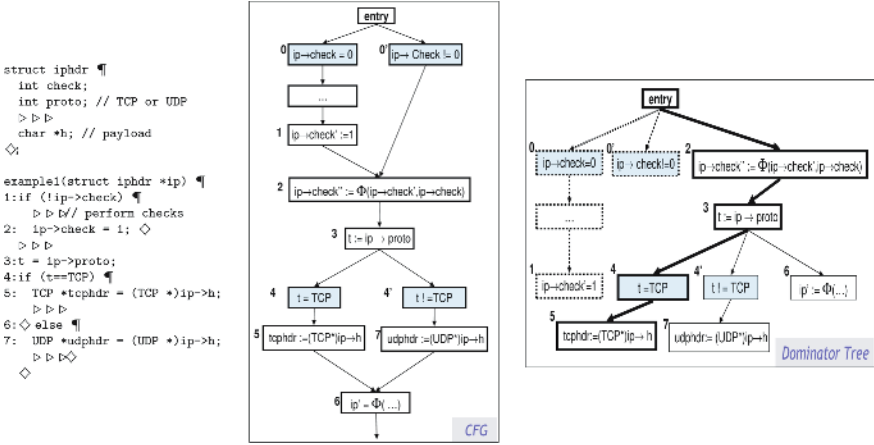 struct iphdr ¶
int check;
int proto; // TCP or UDP
▷ ▷ ▷
char *h; // payload
◇;
example1(struct iphdr *ip) ¶
1:if (!ip->check) ¶
▷ ▷ ▷// perform checks
2: ip->check = 1; ◇
▷ ▷ ▷
3:t = ip->proto;
4:if (t==TCP) ¶
5: TCP *tcphdr = (TCP *)ip->h;
▷ ▷ ▷
6:◇ else ¶
7: UDP *udphdr = (UDP *)ip->h;
▷ ▷ ▷◇
◇
entry
0 ip→check = 0
0' ip→ Check != 0
...
1 ip→check' :=1
2 ip→check'' := Φ(ip→check',ip→check)
3 t := ip → proto
4 t = TCP
4' t ! =TCP
5 tcphdr :=(TCP*)ip→h
7 udphdr :=(UDP*)ip→h
6 ip' = Φ( ...)
CFG
entry
0 ip→check=0
0' ip→ check!=0
2 ip→check'' := Φ(ip→check',ip→check)
...
3 t := ip → proto
1 ip→check'=1
4 t =TCP
4' t ! =TCP
6 ip' := Φ(...)
5 tcphdr:=(TCP*)ip→ h
7 udphdr:= (UDP*)ip→h
Dominator Tree